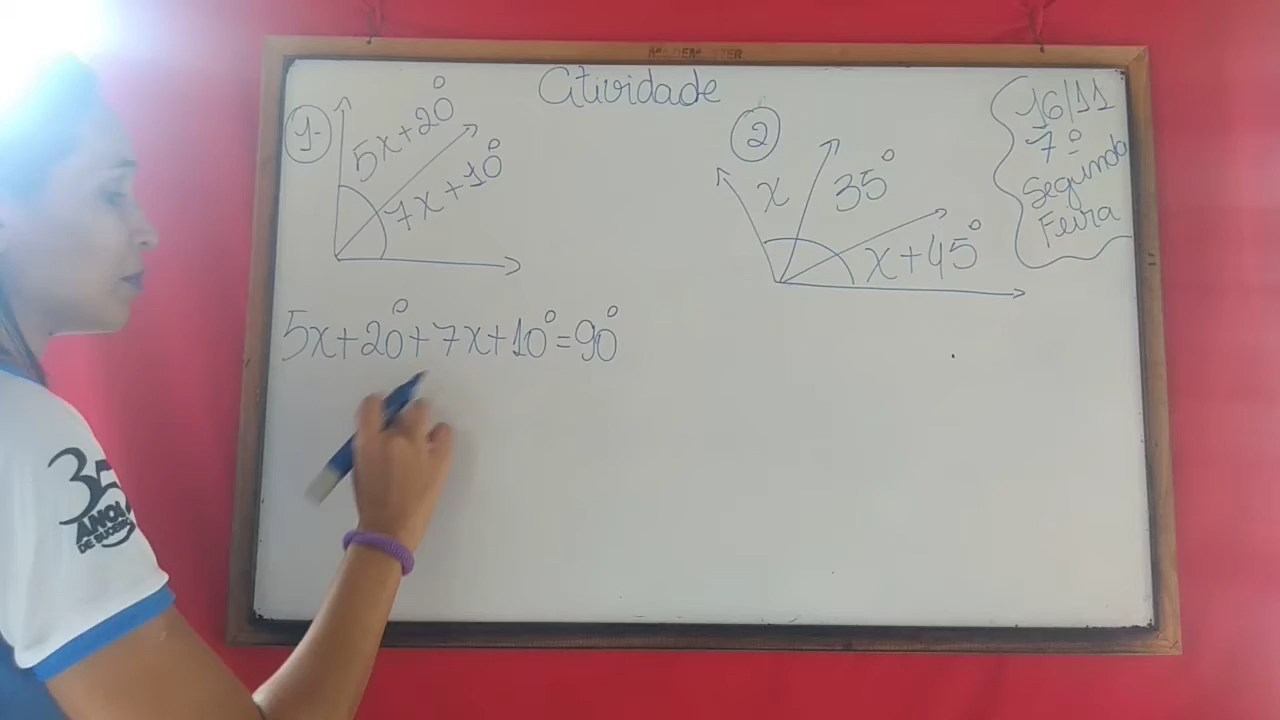 Atividade
1-
5x+20°
7x+10°
2
x
35°
x+45°
16/11
7º
Segunda
Feira
5x+20°+7x+10°=90°
35
ANOS